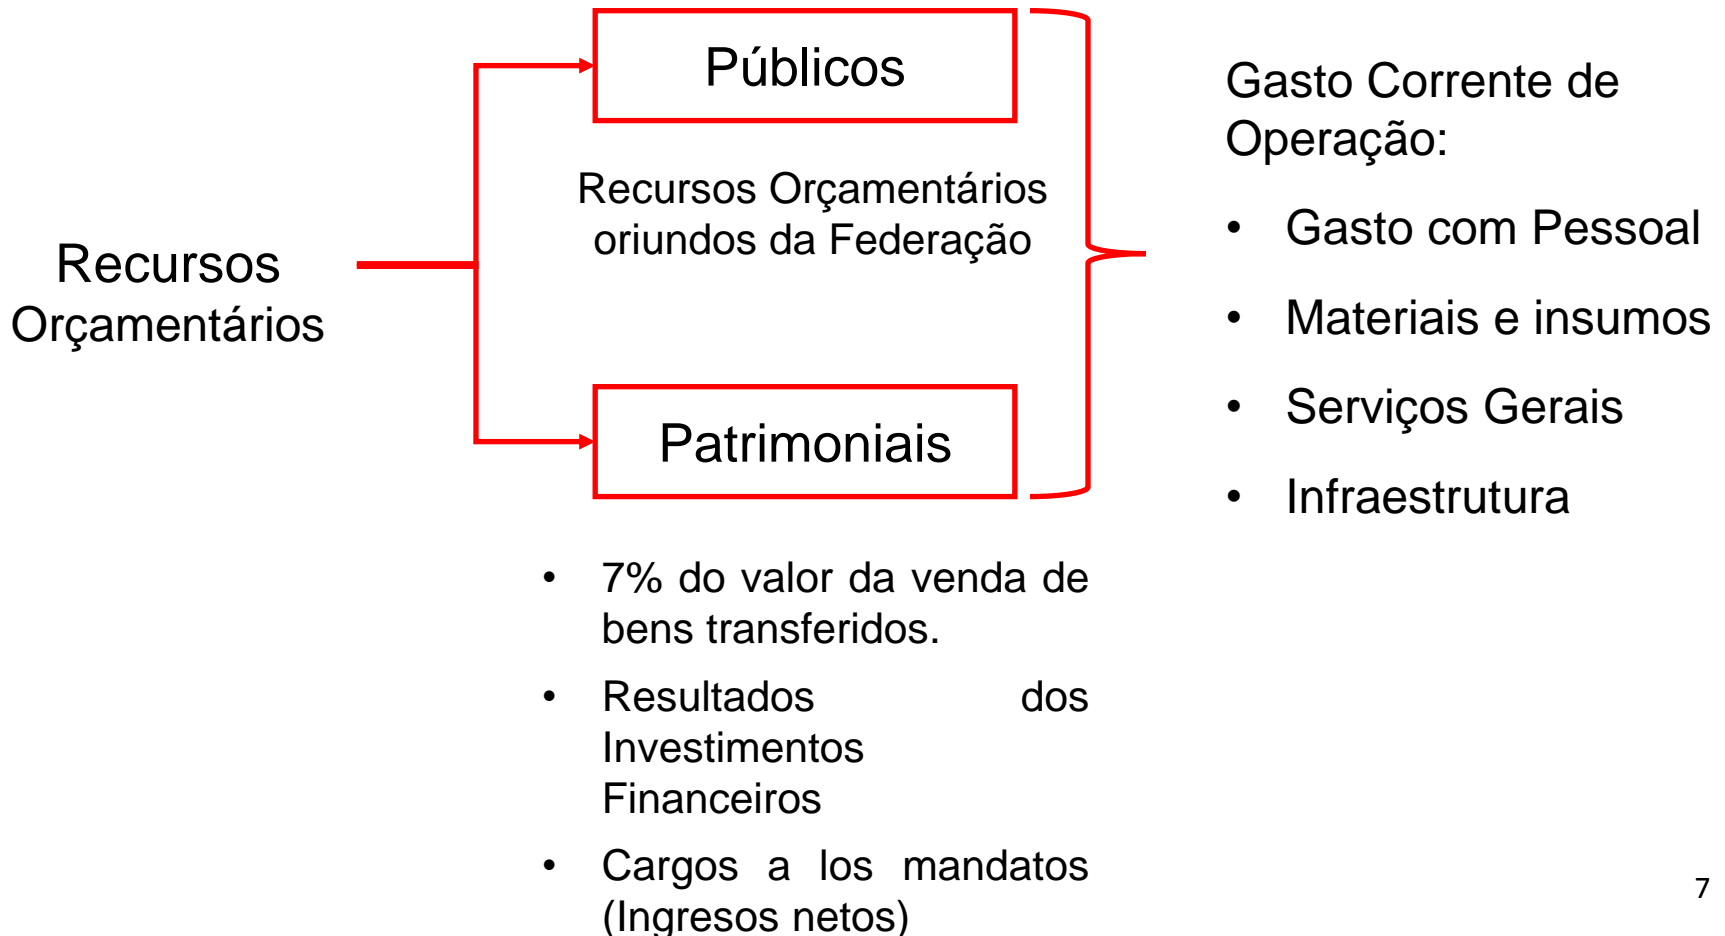 Recursos
Orçamentários
Públicos
Recursos Orçamentários
oriundos da Federação
Patrimoniais
• 7% do valor da venda de
bens transferidos.
• Resultados dos
Investimentos
Financeiros
• Cargos a los mandatos
(Ingresos netos)
Gasto Corrente de
Operação:
• Gasto com Pessoal
• Materiais e insumos
• Serviços Gerais
• Infraestrutura
7